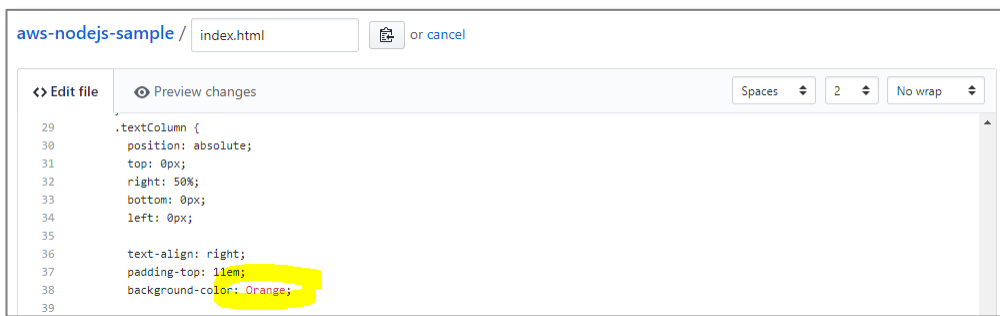 aws-nodejs-sample / index.html or cancel
<> Edit file Preview changes Spaces 2 No wrap
29 .textColumn {
30 position: absolute;
31 top: 0px;
32 right: 50%;
33 bottom: 0px;
34 left: 0px;
35
36 text-align: right;
37 padding-top: 11em;
38 background-color: Orange;
39